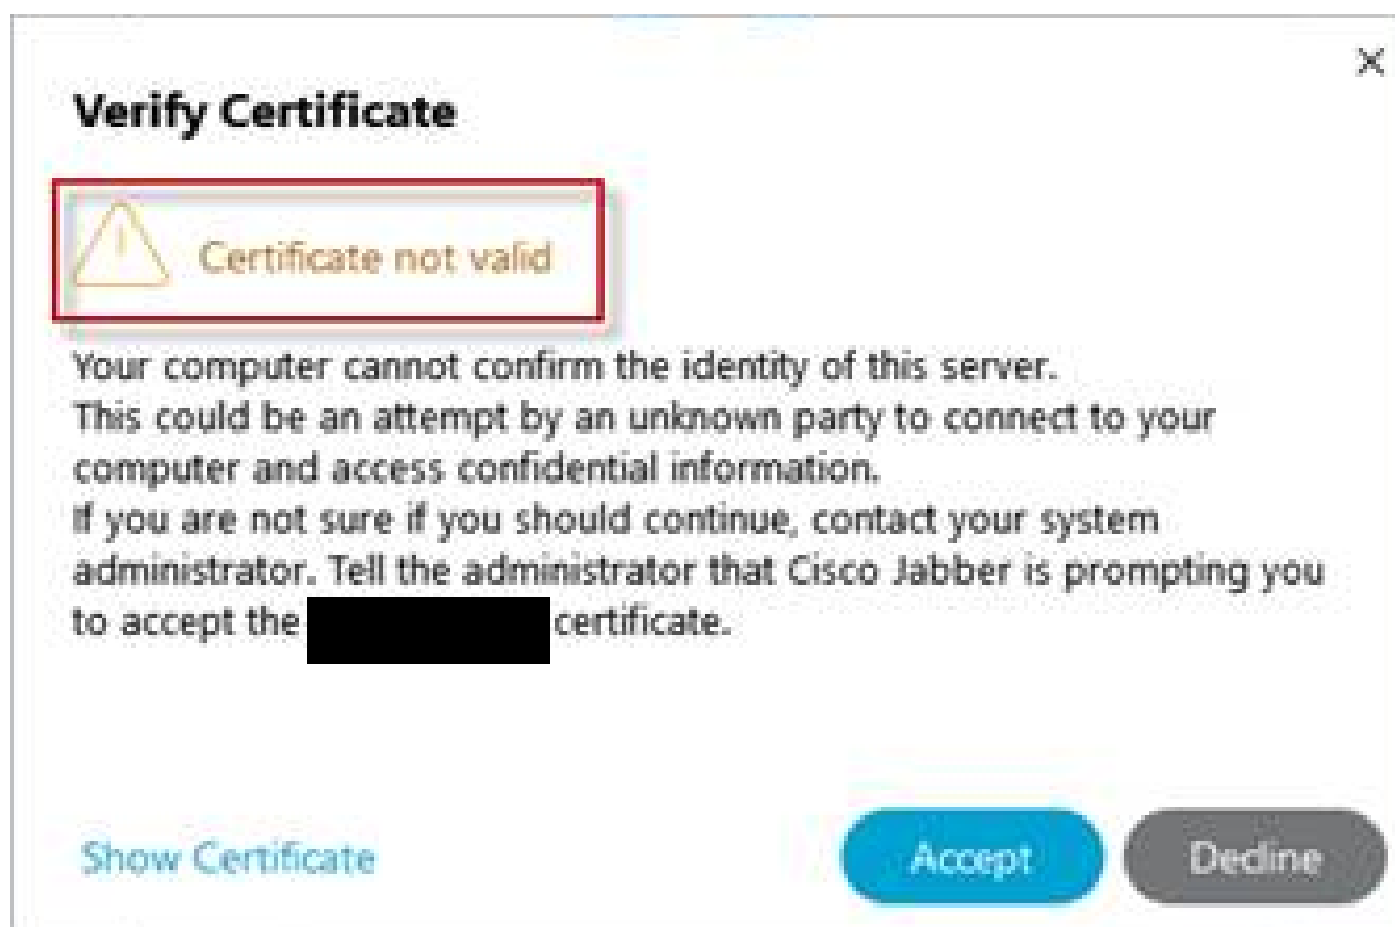 Verify Certificate
Certificate not valid
Your computer cannot confirm the identity of this server.
This could be an attempt by an unknown party to connect to your
computer and access confidential information.
If you are not sure if you should continue, contact your system
administrator. Tell the administrator that Cisco Jabber is prompting you
to accept the certificate.
Show Certificate Accept Decline